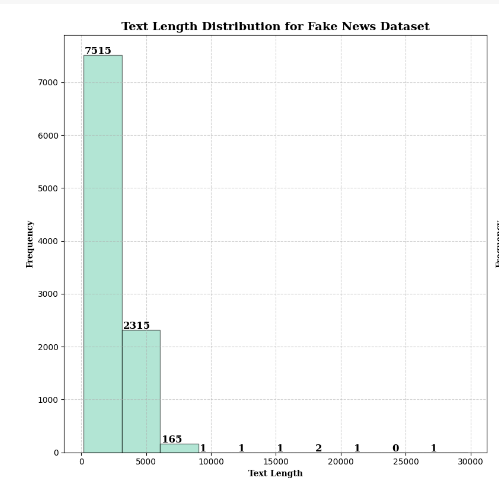 Text Length Distribution for Fake News Dataset
7515
7000
6000
5000
4000
Frequency
3000
2315
2000
1000
165
1 1 1 2 1 0 1
0
0 5000 10000 15000 20000 25000 30000
Text Length